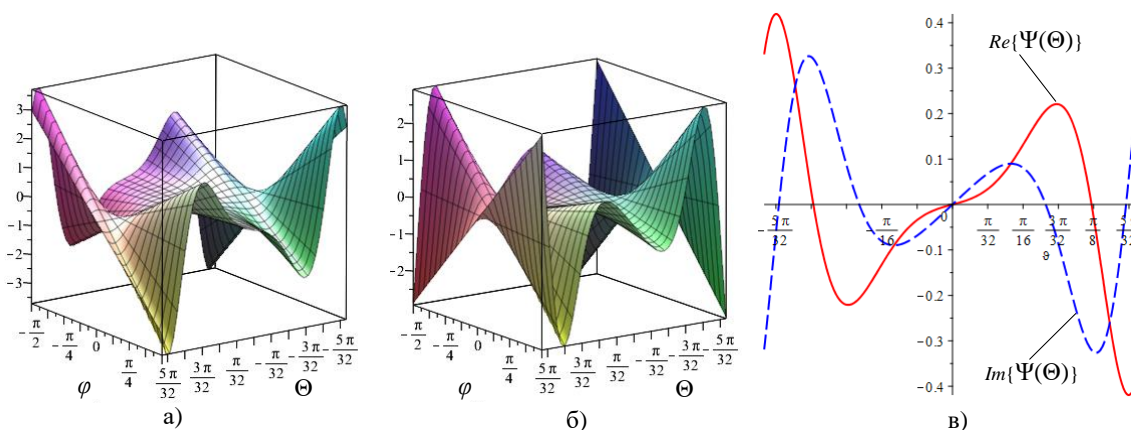 3
2
1
0
-1
-2
-3
-π/2
-π/4
0
π/4
5π/32
3π/32
π/32
-π/32
-3π/32
-5π/32
φ
Θ
а)
2
1
0
-1
-2
-π/2
-π/4
0
π/4
5π/32
3π/32
π/32
-π/32
-3π/32
-5π/32
φ
Θ
б)
0.4
0.3
0.2
0.1
0
-0.1
-0.2
-0.3
-0.4
-5π/32
-π/16
π/32
π/16
3π/32
π/8
ϑ
Re{Ψ(Θ)}
Im{Ψ(Θ)}
в)